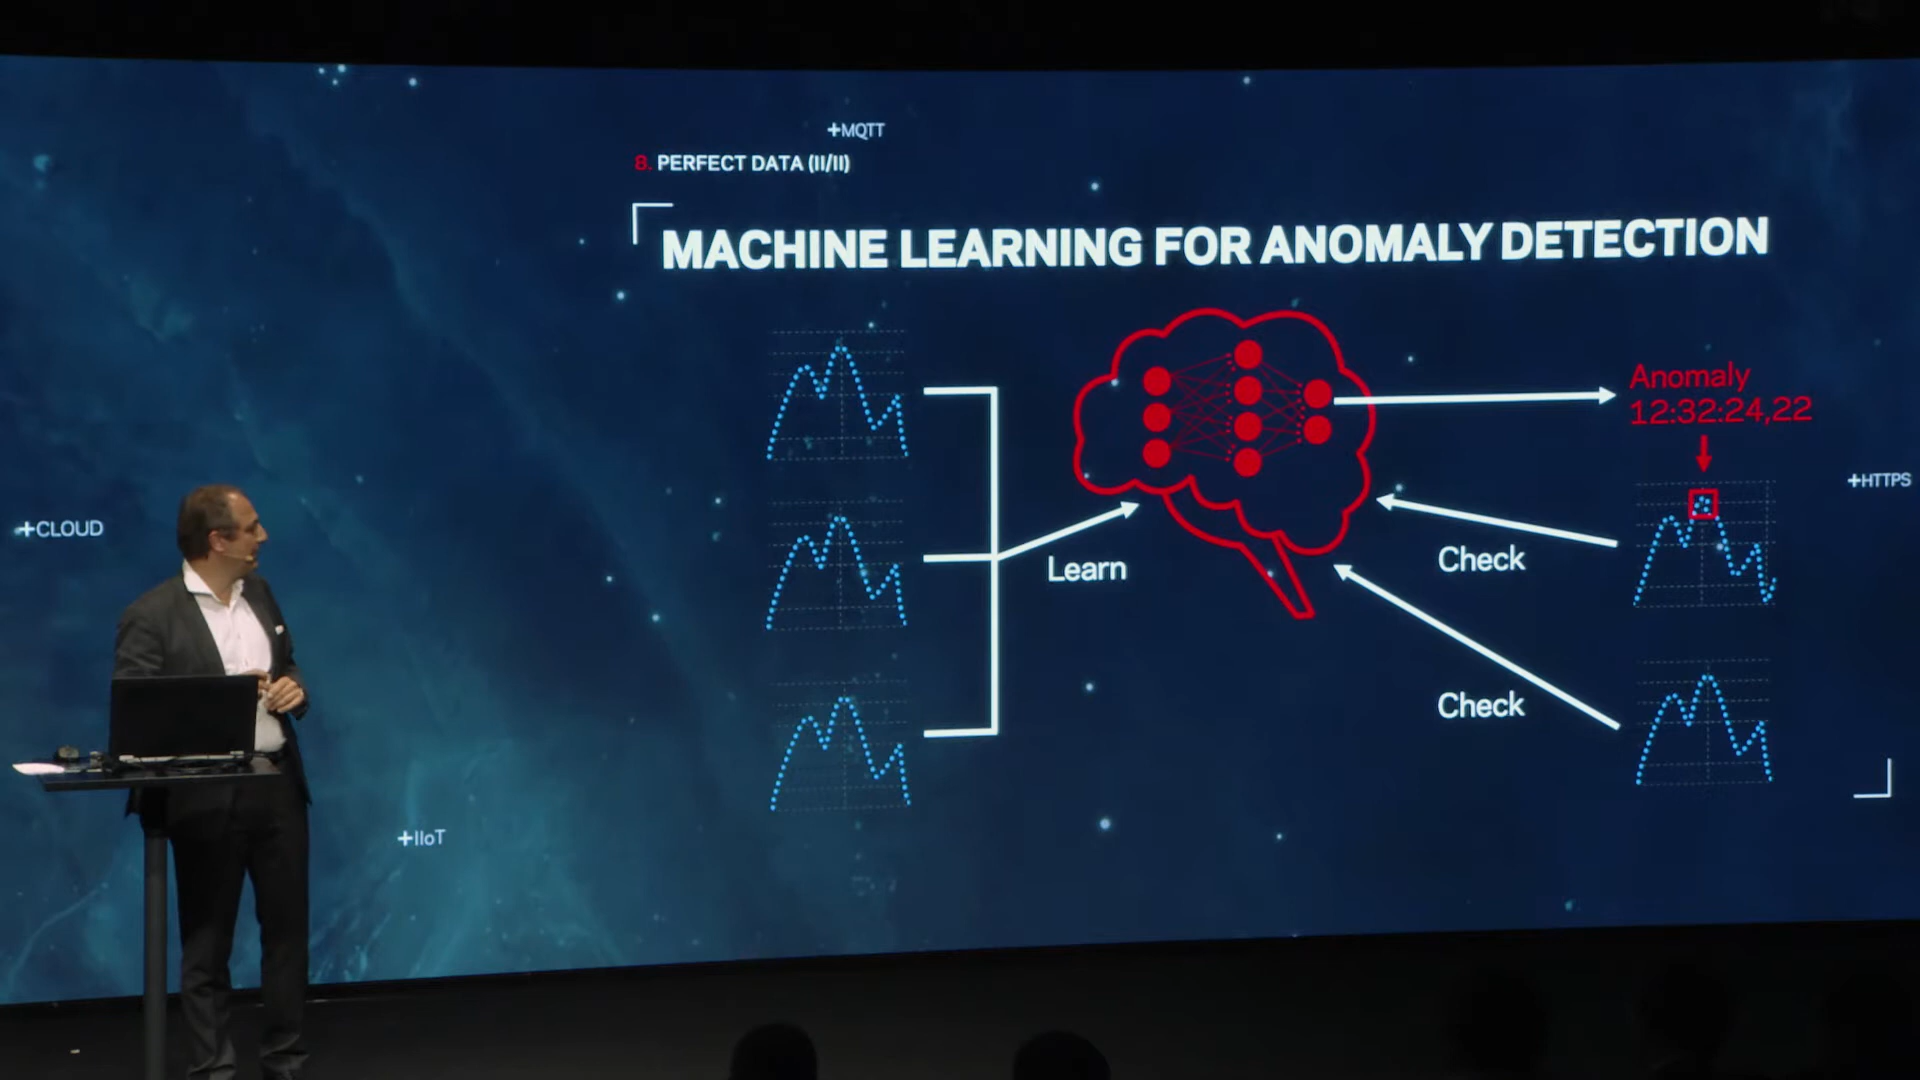 +MQTT
8. PERFECT DATA (II/II)
MACHINE LEARNING FOR ANOMALY DETECTION
Anomaly
12:32:24,22
+HTTPS
+CLOUD
Learn
Check
Check
+IIoT